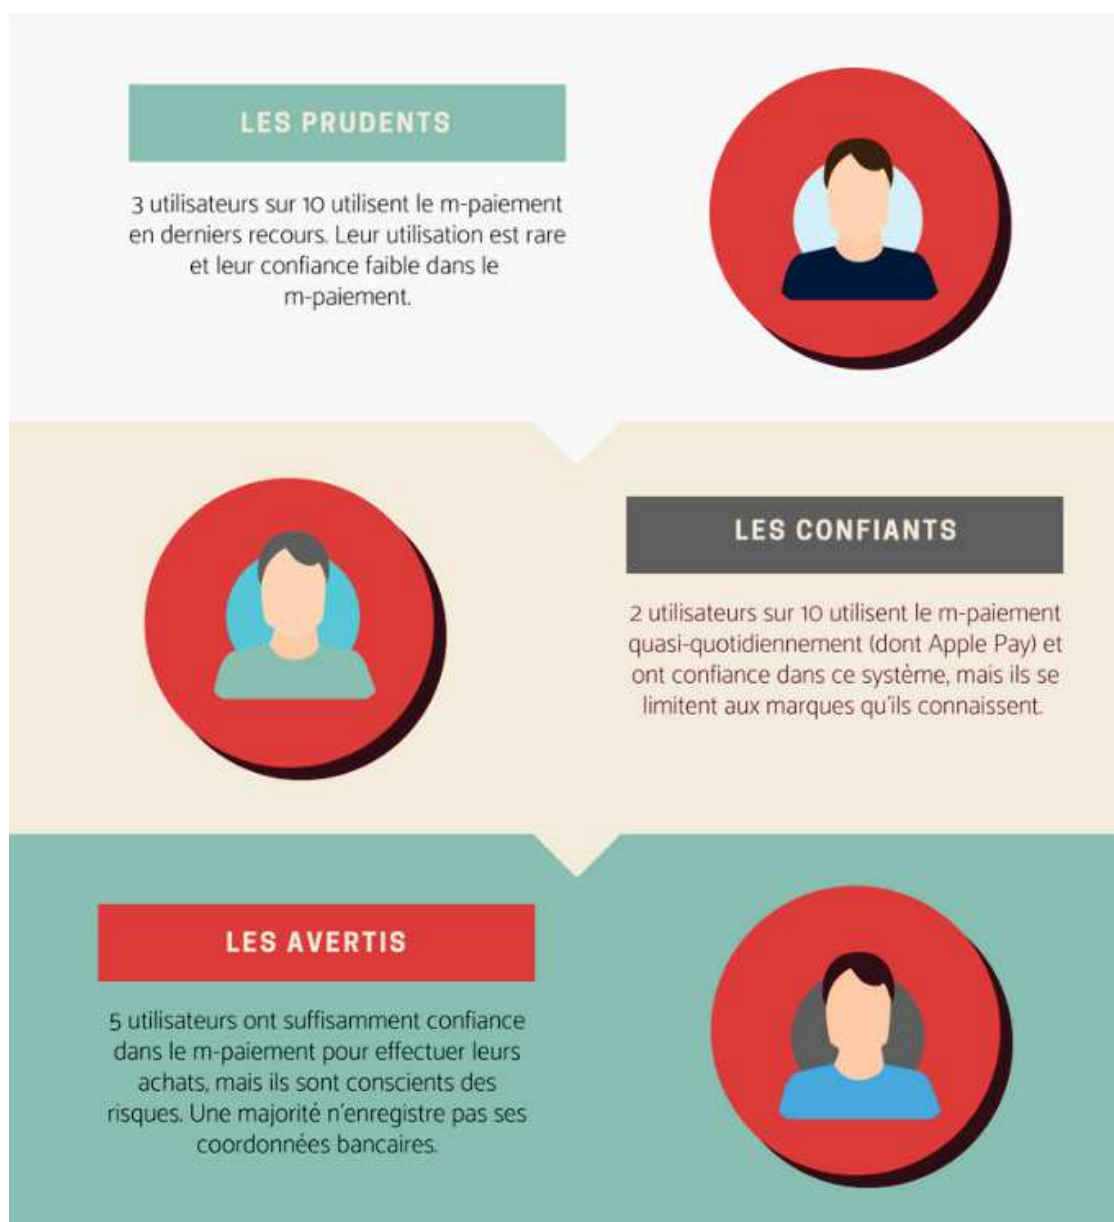 LES PRUDENTS
3 utilisateurs sur 10 utilisent le m-paiement
en derniers recours. Leur utilisation est rare
et leur confiance faible dans le
m-paiement.
LES CONFIANTS
2 utilisateurs sur 10 utilisent le m-paiement
quasi-quotidiennement (dont Apple Pay) et
ont confiance dans ce système, mais ils se
limitent aux marques qu'ils connaissent.
LES AVERTIS
5 utilisateurs ont suffisamment confiance
dans le m-paiement pour effectuer leurs
achats, mais ils sont conscients des
risques. Une majorité n'enregistre pas ses
coordonnées bancaires.